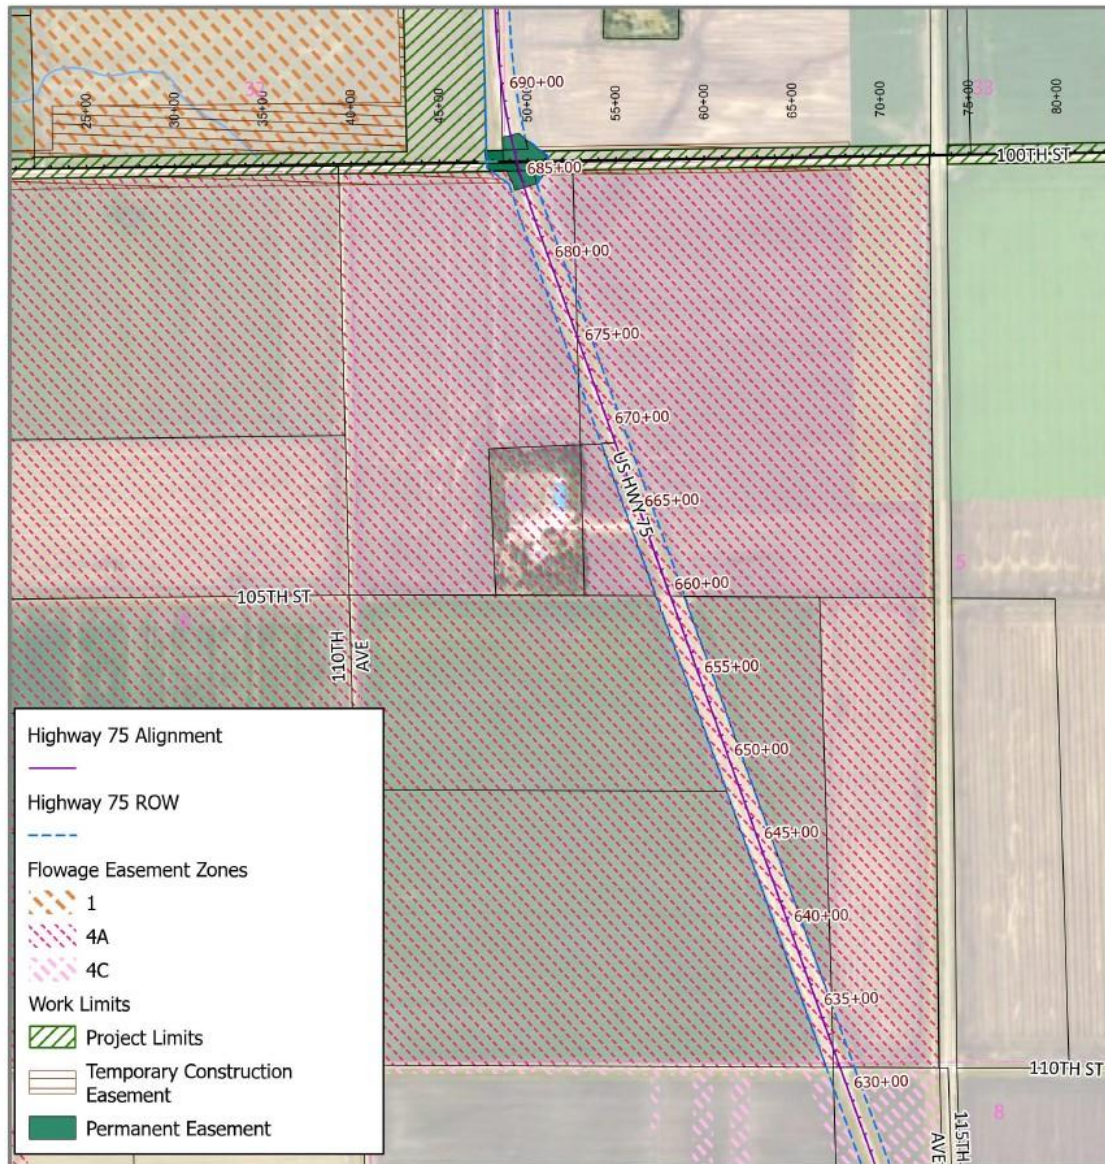 690+00
32
25+00
30+00
35+00
40+00
45+00
50+00
55+00
60+00
65+00
70+00
75+00
33
80+00
100TH ST
685+00
680+00
675+00
670+00
US HWY 75
665+00
5
660+00
105TH ST
110TH
AVE
655+00
650+00
645+00
640+00
635+00
110TH ST
630+00
8
115TH
AVE
Highway 75 Alignment
Highway 75 ROW
Flowage Easement Zones
1
4A
4C
Work Limits
Project Limits
Temporary Construction
Easement
Permanent Easement